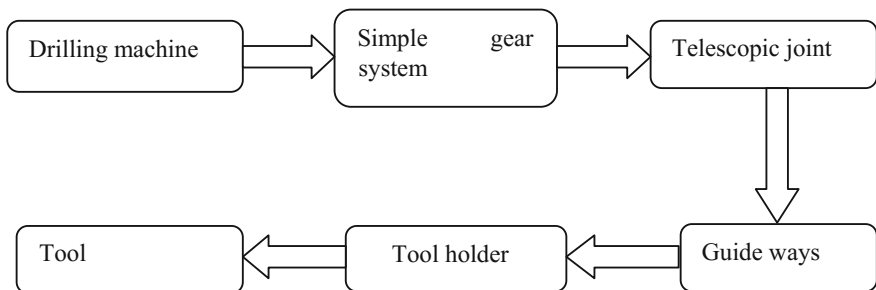 Drilling machine
Simple gear
system
Telescopic joint
Guide ways
Tool holder
Tool